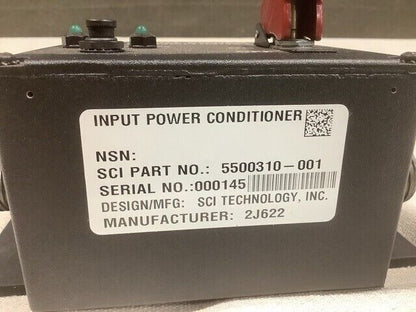 INPUT POWER CONDITIONER
NSN:
SCI PART NO.: 5500310-001
SERIAL NO.:000145
DESIGN/MFG: SCI TECHNOLOGY, INC.
MANUFACTURER: 2J622